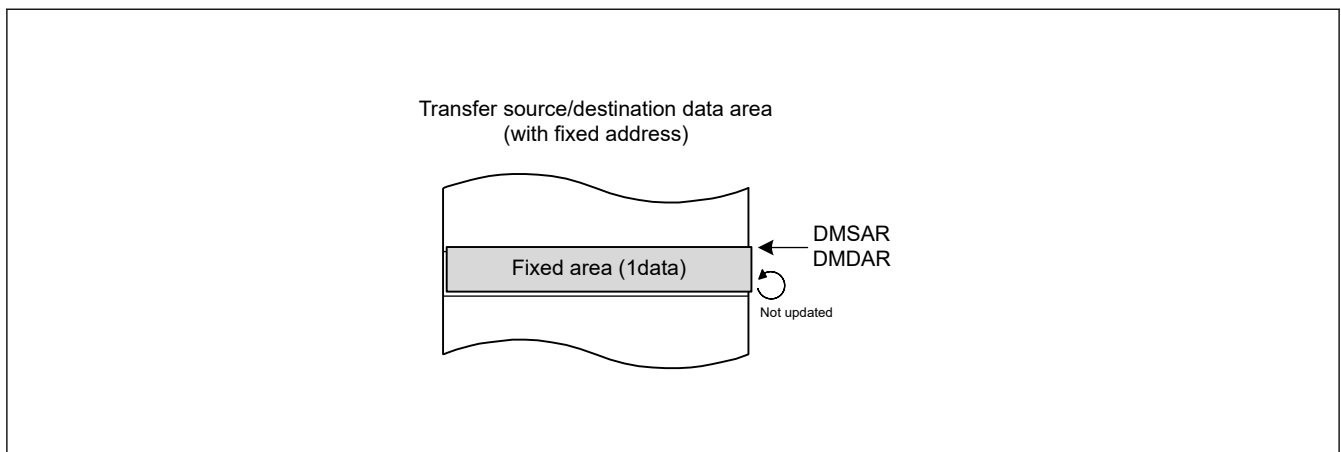 Transfer source/destination data area
(with fixed address)
DMSAR
DMDAR
Fixed area (1data)
Not updated